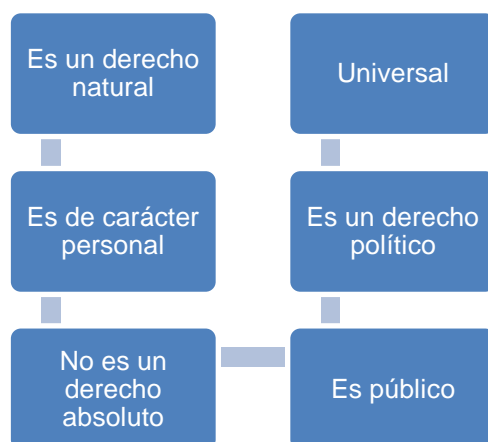 Es un derecho
natural
Es de carácter
personal
No es un
derecho
absoluto
Es público
Es un derecho
político
Universal